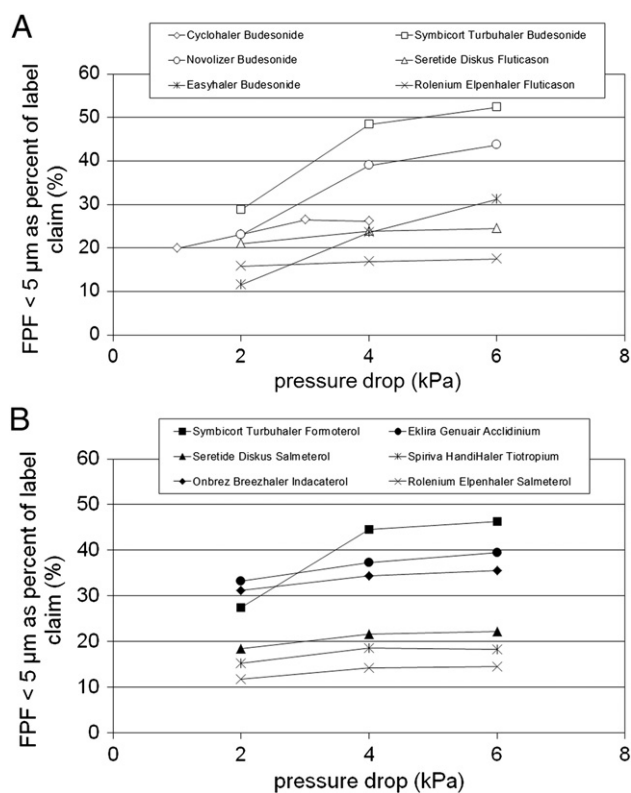 A
Cyclohaler Budesonide
Symbicort Turbuhaler Budesonide
Novolizer Budesonide
Seretide Diskus Fluticason
Easyhaler Budesonide
Rolenium Elpenhaler Fluticason
FPF < 5 µm as percent of label
claim (%)
60
50
40
30
20
10
0
0 2 4 6 8
pressure drop (kPa)
B
Symbicort Turbuhaler Formoterol
Eklira Genuair Acclidinium
Seretide Diskus Salmeterol
Spiriva HandiHaler Tiotropium
Onbrez Breezhaler Indacaterol
Rolenium Elpenhaler Salmeterol
FPF < 5 µm as percent of label
claim (%)
60
50
40
30
20
10
0
0 2 4 6 8
pressure drop (kPa)